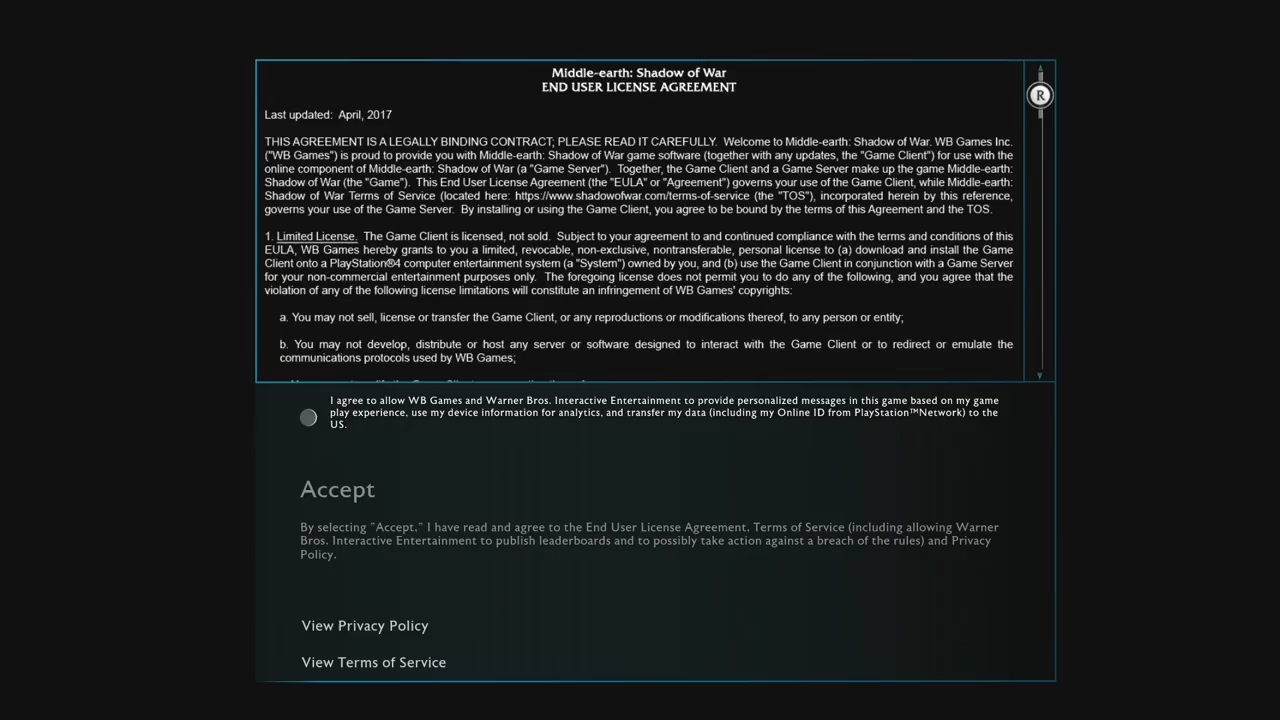 Middle-earth: Shadow of War
END USER LICENSE AGREEMENT
Last updated: April, 2017
THIS AGREEMENT IS A LEGALLY BINDING CONTRACT; PLEASE READ IT CAREFULLY. Welcome to Middle-earth: Shadow of War. WB Games Inc.
("WB Games") is proud to provide you with Middle-earth: Shadow of War game software (together with any updates, the "Game Client") for use with the
online component of Middle-earth: Shadow of War (a "Game Server"). Together, the Game Client and a Game Server make up the game Middle-earth:
Shadow of War (the "Game"). This End User License Agreement (the "EULA" or "Agreement") governs your use of the Game Client, while Middle-earth:
Shadow of War Terms of Service (located here: https://www.shadowofwar.com/terms-of-service (the "TOS"), incorporated herein by this reference,
governs your use of the Game Server. By installing or using the Game Client, you agree to be bound by the terms of this Agreement and the TOS.
1. Limited License. The Game Client is licensed, not sold. Subject to your agreement to and continued compliance with the terms and conditions of this
EULA, WB Games hereby grants to you a limited, revocable, non-exclusive, nontransferable, personal license to (a) download and install the Game
Client onto a PlayStation®4 computer entertainment system (a "System") owned by you, and (b) use the Game Client in conjunction with a Game Server
for your non-commercial entertainment purposes only. The foregoing license does not permit you to do any of the following, and you agree that the
violation of any of the following license limitations will constitute an infringement of WB Games' copyrights:
a. You may not sell, license or transfer the Game Client, or any reproductions or modifications thereof, to any person or entity;
b. You may not develop, distribute or host any server or software designed to interact with the Game Client or to redirect or emulate the
communications protocols used by WB Games;
R
I agree to allow WB Games and Warner Bros. Interactive Entertainment to provide personalized messages in this game based on my game
play experience, use my device information for analytics, and transfer my data (including my Online ID from PlayStation™Network) to the
US.
Accept
By selecting "Accept," I have read and agree to the End User License Agreement, Terms of Service (including allowing Warner
Bros. Interactive Entertainment to publish leaderboards and to possibly take action against a breach of the rules) and Privacy
Policy.
View Privacy Policy
View Terms of Service